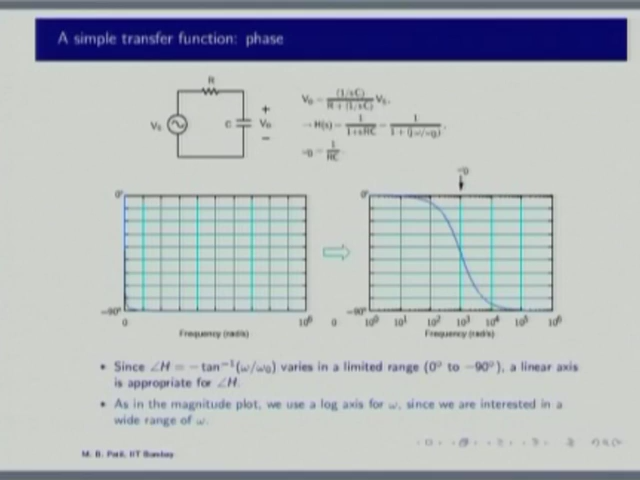 A simple transfer function: phase
R
Vs
C
+
Vo
−
Vo = (1/sC) / (R + (1/sC)) Vs,
→ H(s) = 1 / (1+sRC) = 1 / (1 + (jω/ω0)),
ω0 = 1 / RC
ω0
0°
−90°
0
10⁶
Frequency (rad/s)
0°
−90°
0
10⁰ 10¹ 10² 10³ 10⁴ 10⁵ 10⁶
Frequency (rad/s)
• Since ∠H = −tan⁻¹(ω/ω0) varies in a limited range (0° to −90°), a linear axis
is appropriate for ∠H.
• As in the magnitude plot, we use a log axis for ω, since we are interested in a
wide range of ω.
M. B. Patil, IIT Bombay